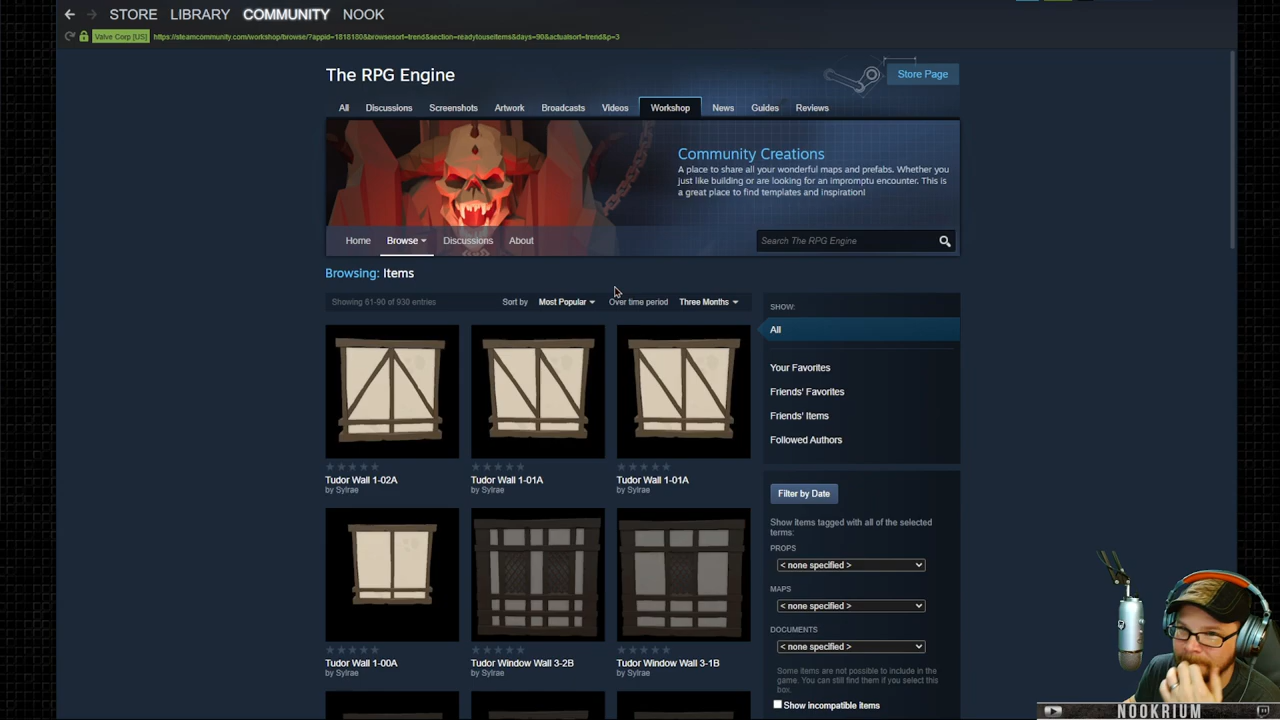 STORE LIBRARY COMMUNITY NOOK
Valve Corp [US] https://steamcommunity.com/workshop/browse/?appid=1818180&browsesort=trend&section=readytouseitems&days=90&actualsort=trend&p=3
The RPG Engine
Store Page
All Discussions Screenshots Artwork Broadcasts Videos Workshop News Guides Reviews
Community Creations
A place to share all your wonderful maps and prefabs. Whether you
just like building or are looking for an impromptu encounter. This is
a great place to find templates and inspiration!
Home Browse Discussions About
Search The RPG Engine
Browsing: Items
Showing 61-90 of 930 entries
Sort by Most Popular Over time period Three Months
SHOW:
All
Your Favorites
Friends' Favorites
Friends' Items
Followed Authors
Tudor Wall 1-02A
by Sylrae
Tudor Wall 1-01A
by Sylrae
Tudor Wall 1-01A
by Sylrae
Filter by Date
Show items tagged with all of the selected
terms:
PROPS
< none specified >
MAPS
< none specified >
DOCUMENTS
< none specified >
Some items are not possible to include in the
game. You can still find them if you select this
box.
Show incompatible items
Tudor Wall 1-00A
by Sylrae
Tudor Window Wall 3-2B
by Sylrae
Tudor Window Wall 3-1B
by Sylrae
NOOKRIUM